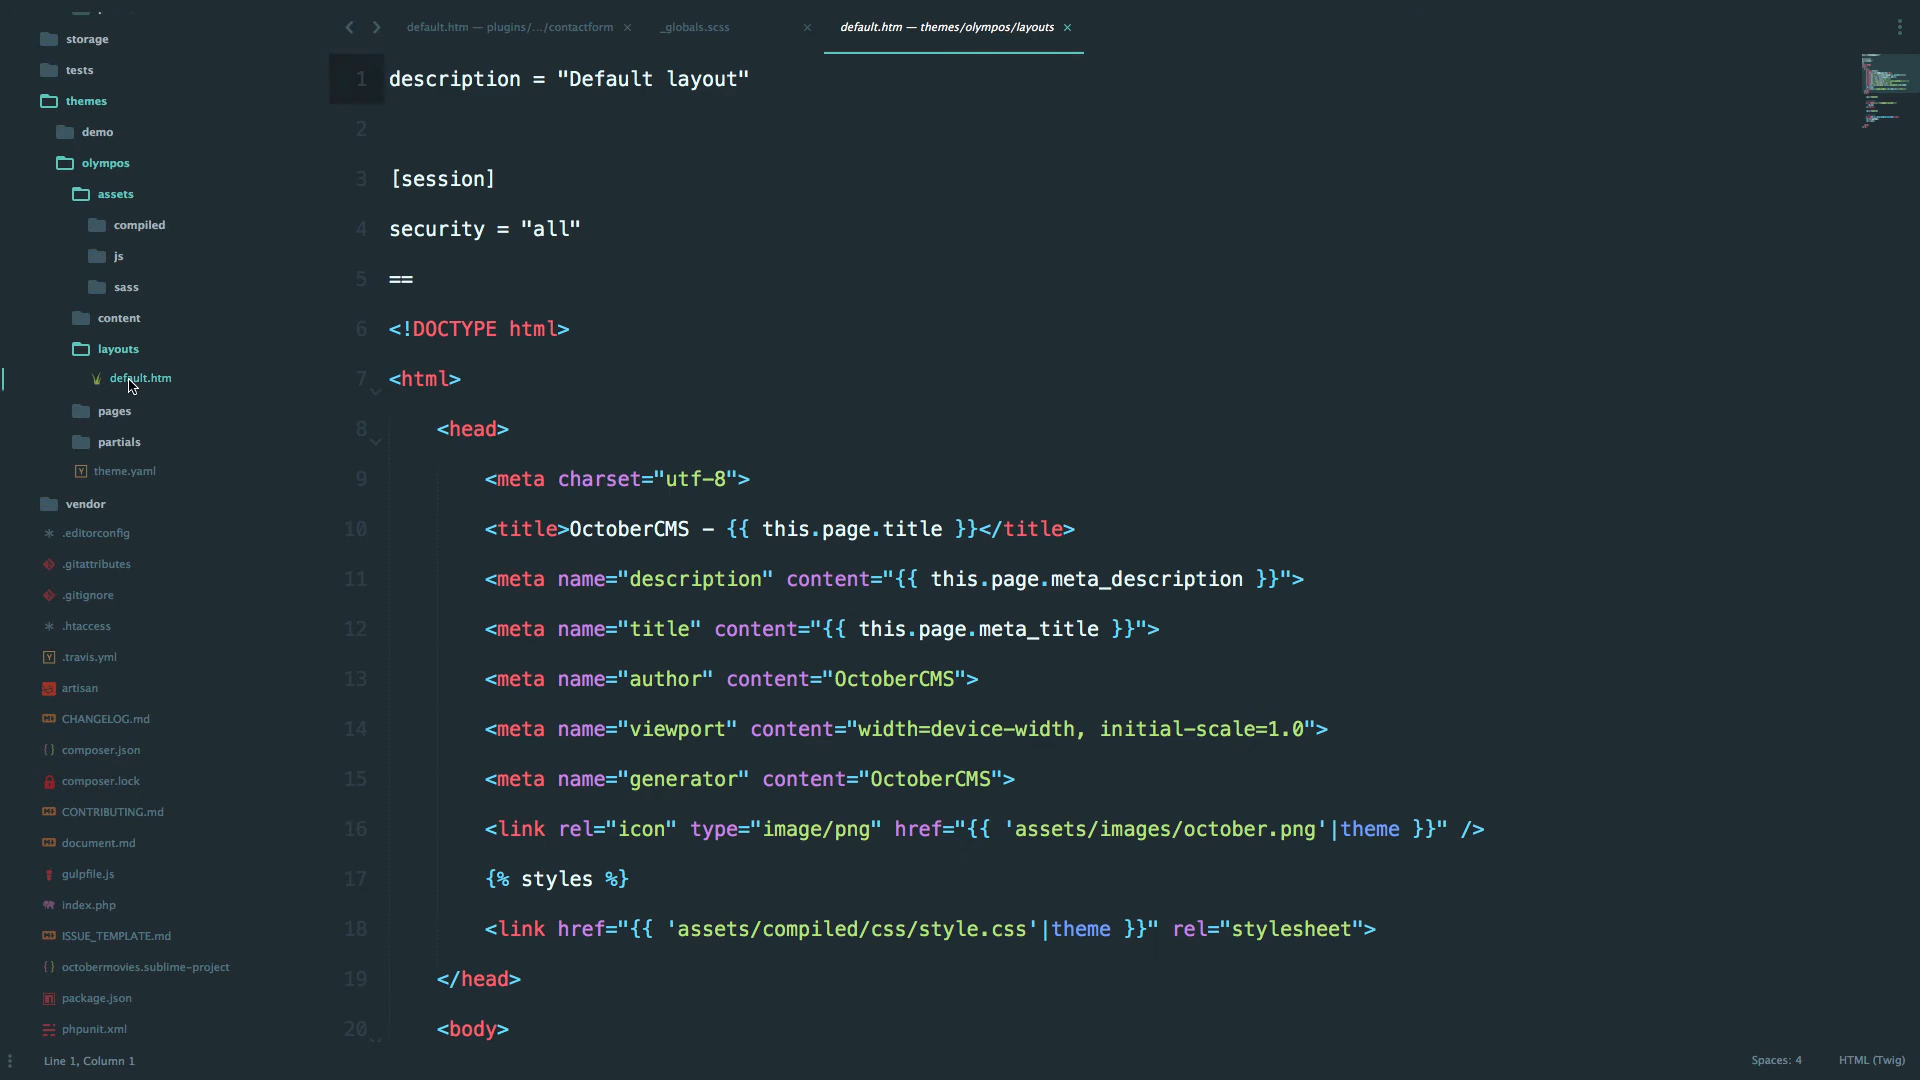 storage
tests
themes
demo
olympos
assets
compiled
js
sass
content
layouts
default.htm
pages
partials
theme.yaml
vendor
.editorconfig
.gitattributes
.gitignore
.htaccess
.travis.yml
artisan
CHANGELOG.md
composer.json
composer.lock
CONTRIBUTING.md
document.md
gulpfile.js
index.php
ISSUE_TEMPLATE.md
octobermovies.sublime-project
package.json
phpunit.xml
default.htm — plugins/.../contactform
_globals.scss
default.htm — themes/olympos/layouts
1 description = "Default layout"
2
3 [session]
4 security = "all"
5 ==
6 <!DOCTYPE html>
7 <html>
8 <head>
9 <meta charset="utf-8">
10 <title>OctoberCMS - {{ this.page.title }}</title>
11 <meta name="description" content="{{ this.page.meta_description }}">
12 <meta name="title" content="{{ this.page.meta_title }}">
13 <meta name="author" content="OctoberCMS">
14 <meta name="viewport" content="width=device-width, initial-scale=1.0">
15 <meta name="generator" content="OctoberCMS">
16 <link rel="icon" type="image/png" href="{{ 'assets/images/october.png'|theme }}" />
17 {% styles %}
18 <link href="{{ 'assets/compiled/css/style.css'|theme }}" rel="stylesheet">
19 </head>
20 <body>
Line 1, Column 1
Spaces: 4
HTML (Twig)